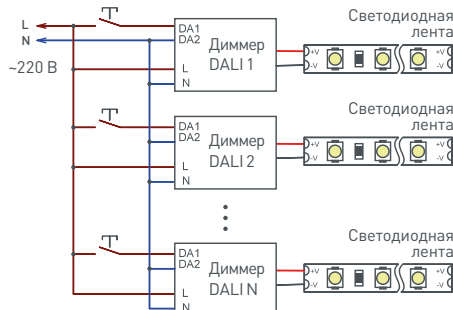 L
N
~220 В
DA1
DA2
L
N
Диммер
DALI 1
+V
-V
+V
-V
Светодиодная
лента
DA1
DA2
L
N
Диммер
DALI 2
+V
-V
+V
-V
Светодиодная
лента
DA1
DA2
L
N
Диммер
DALI N
+V
-V
+V
-V
Светодиодная
лента